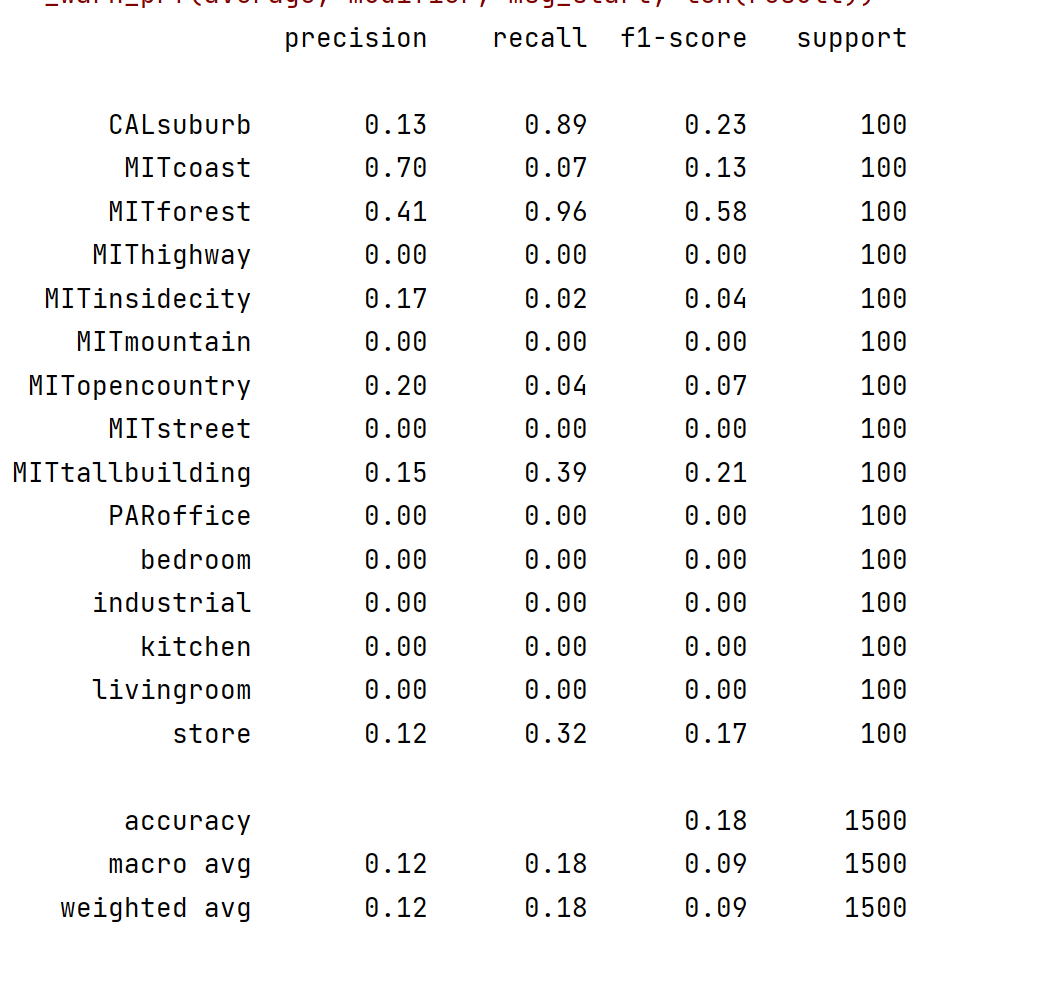 precision recall f1-score support
CALsuburb 0.13 0.89 0.23 100
MITcoast 0.70 0.07 0.13 100
MITforest 0.41 0.96 0.58 100
MIThighway 0.00 0.00 0.00 100
MITinsidecity 0.17 0.02 0.04 100
MITmountain 0.00 0.00 0.00 100
MITopencountry 0.20 0.04 0.07 100
MITstreet 0.00 0.00 0.00 100
MITtallbuilding 0.15 0.39 0.21 100
PARoffice 0.00 0.00 0.00 100
bedroom 0.00 0.00 0.00 100
industrial 0.00 0.00 0.00 100
kitchen 0.00 0.00 0.00 100
livingroom 0.00 0.00 0.00 100
store 0.12 0.32 0.17 100
accuracy 0.18 1500
macro avg 0.12 0.18 0.09 1500
weighted avg 0.12 0.18 0.09 1500